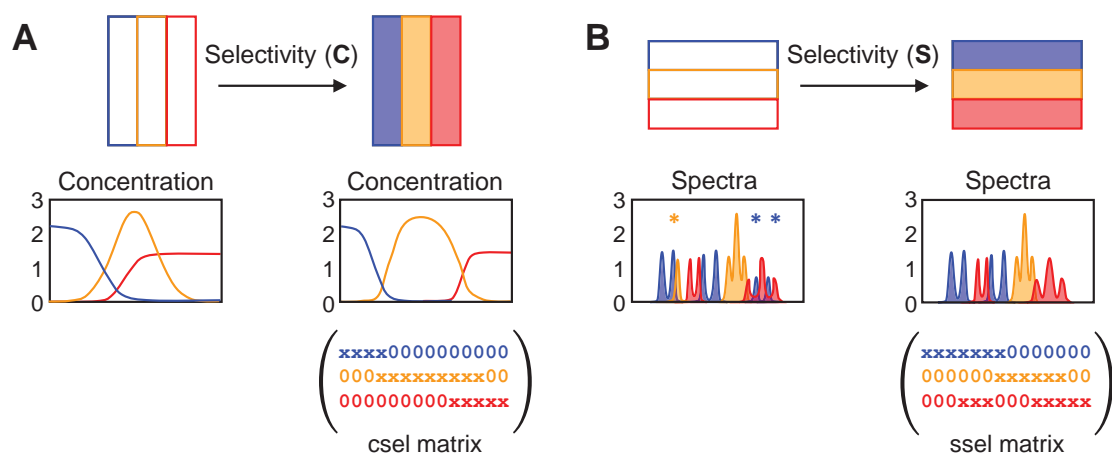 A
Selectivity (C)
Concentration
3
2
1
0
Concentration
3
2
1
0
xxxx0000000000
000xxxxxxxxx00
000000000xxxxx
csel matrix
B
Selectivity (S)
Spectra
3
2
1
0
* * *
Spectra
3
2
1
0
xxxxxxx0000000
000000xxxxxx00
000xxx000xxxxx
ssel matrix